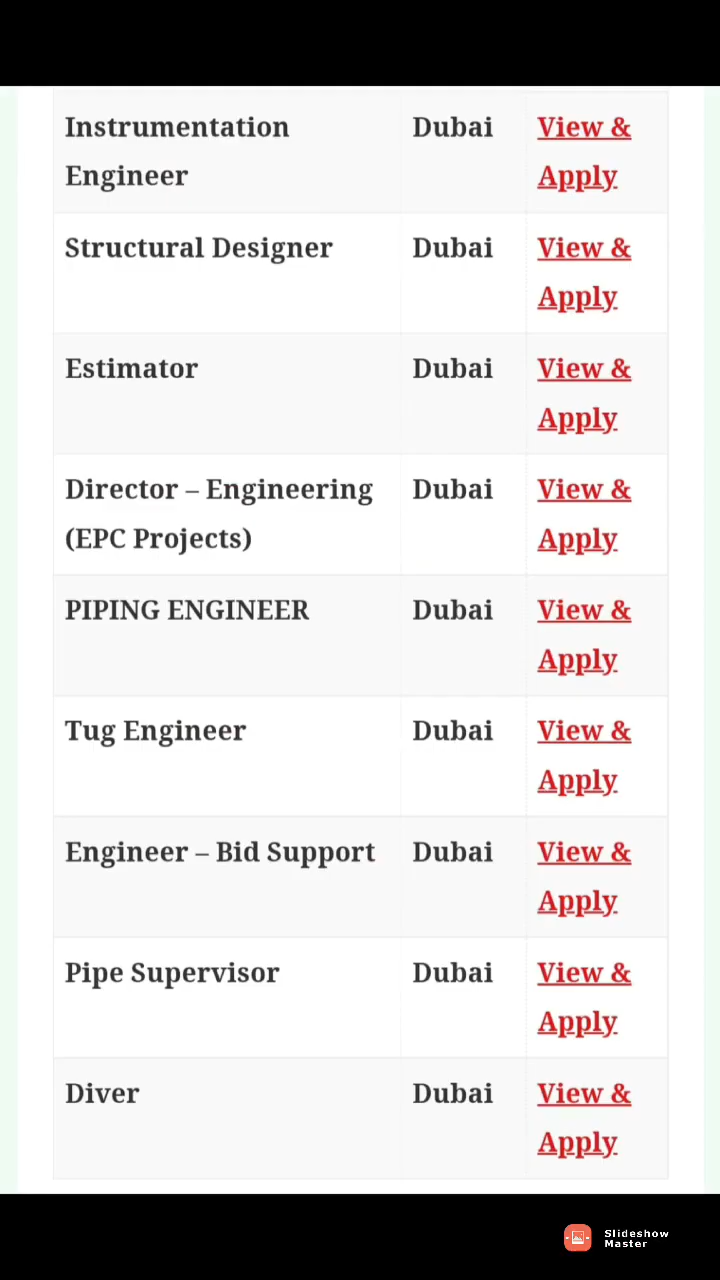 Instrumentation Dubai View &
Engineer Apply
Structural Designer Dubai View &
Apply
Estimator Dubai View &
Apply
Director – Engineering Dubai View &
(EPC Projects) Apply
PIPING ENGINEER Dubai View &
Apply
Tug Engineer Dubai View &
Apply
Engineer – Bid Support Dubai View &
Apply
Pipe Supervisor Dubai View &
Apply
Diver Dubai View &
Apply
Slideshow
Master